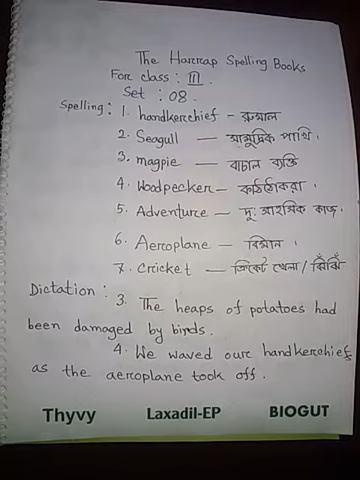 The Harrap Spelling Books
For class : III.
Set : 08.
Spelling : 1. handkerchief - রুমাল
2. Seagull — সামুদ্রিক পাখি।
3. magpie — বাচাল ব্যক্তি
4. Woodpecker — কাঠঠোকরা।
5. Adventure — দু:সাহসিক কাজ।
6. Aeroplane — বিমান।
7. Cricket — ক্রিকেট খেলা/ঝিঁঝিঁ
Dictation : 3. The heaps of potatoes had
been damaged by birds.
4. We waved our handkerchiefs
as the aeroplane took off.
Thyvy Laxadil-EP BIOGUT